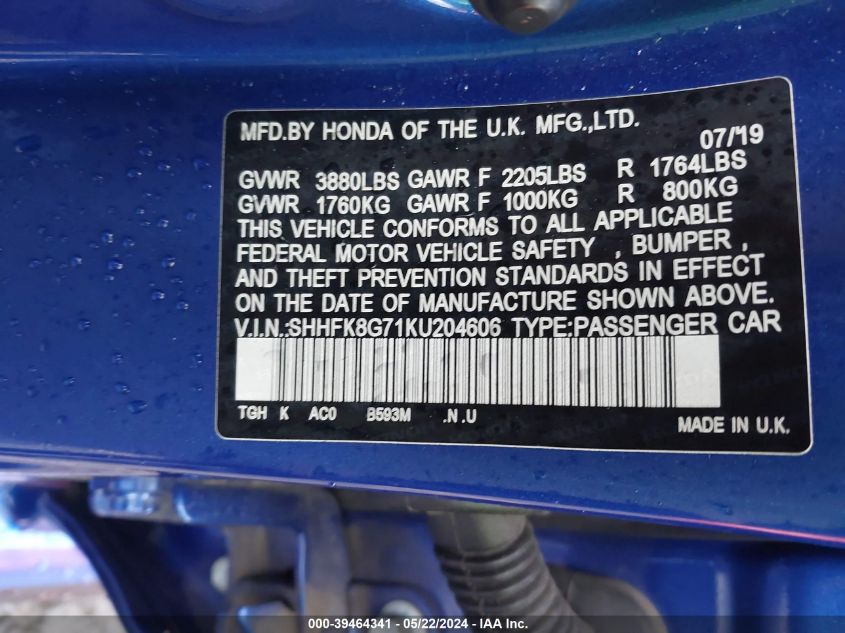 MFD.BY HONDA OF THE U.K. MFG.,LTD.
07/'19
GVWR 3880LBS GAWR F 2205LBS R 1764LBS
GVWR 1760KG GAWR F 1000KG R 800KG
THIS VEHICLE CONFORMS TO ALL APPLICABLE
FEDERAL MOTOR VEHICLE SAFETY , BUMPER ,
AND THEFT PREVENTION STANDARDS IN EFFECT
ON THE DATE OF MANUFACTURE SHOWN ABOVE.
V.I.N.:SHHFK8G71KU204606 TYPE:PASSENGER CAR
TGH K AC0 B593M .N.U
MADE IN U.K.
000-39464341 - 05/22/2024 - IAAI Inc.